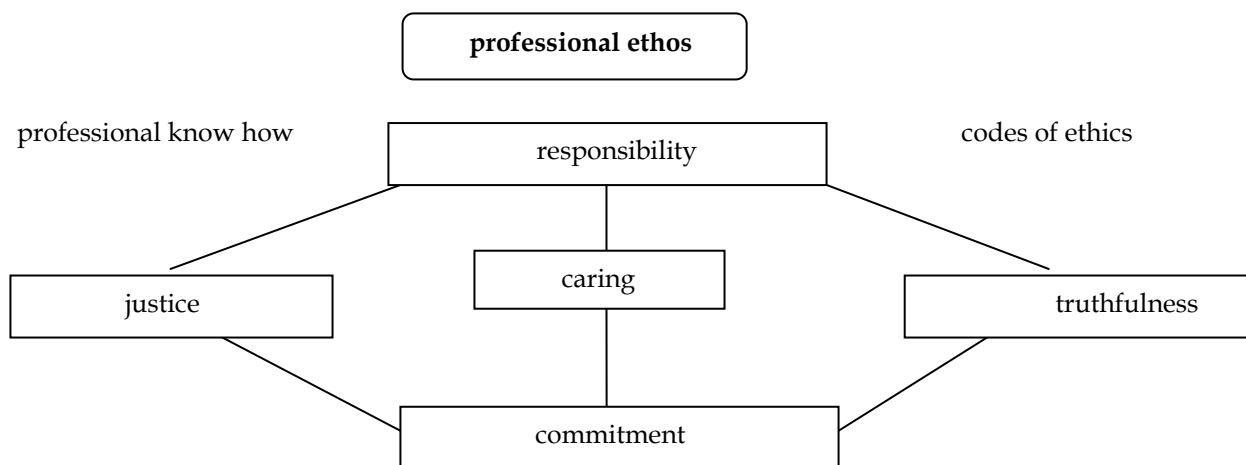 professional ethos
professional know how
responsibility
codes of ethics
justice
caring
truthfulness
commitment